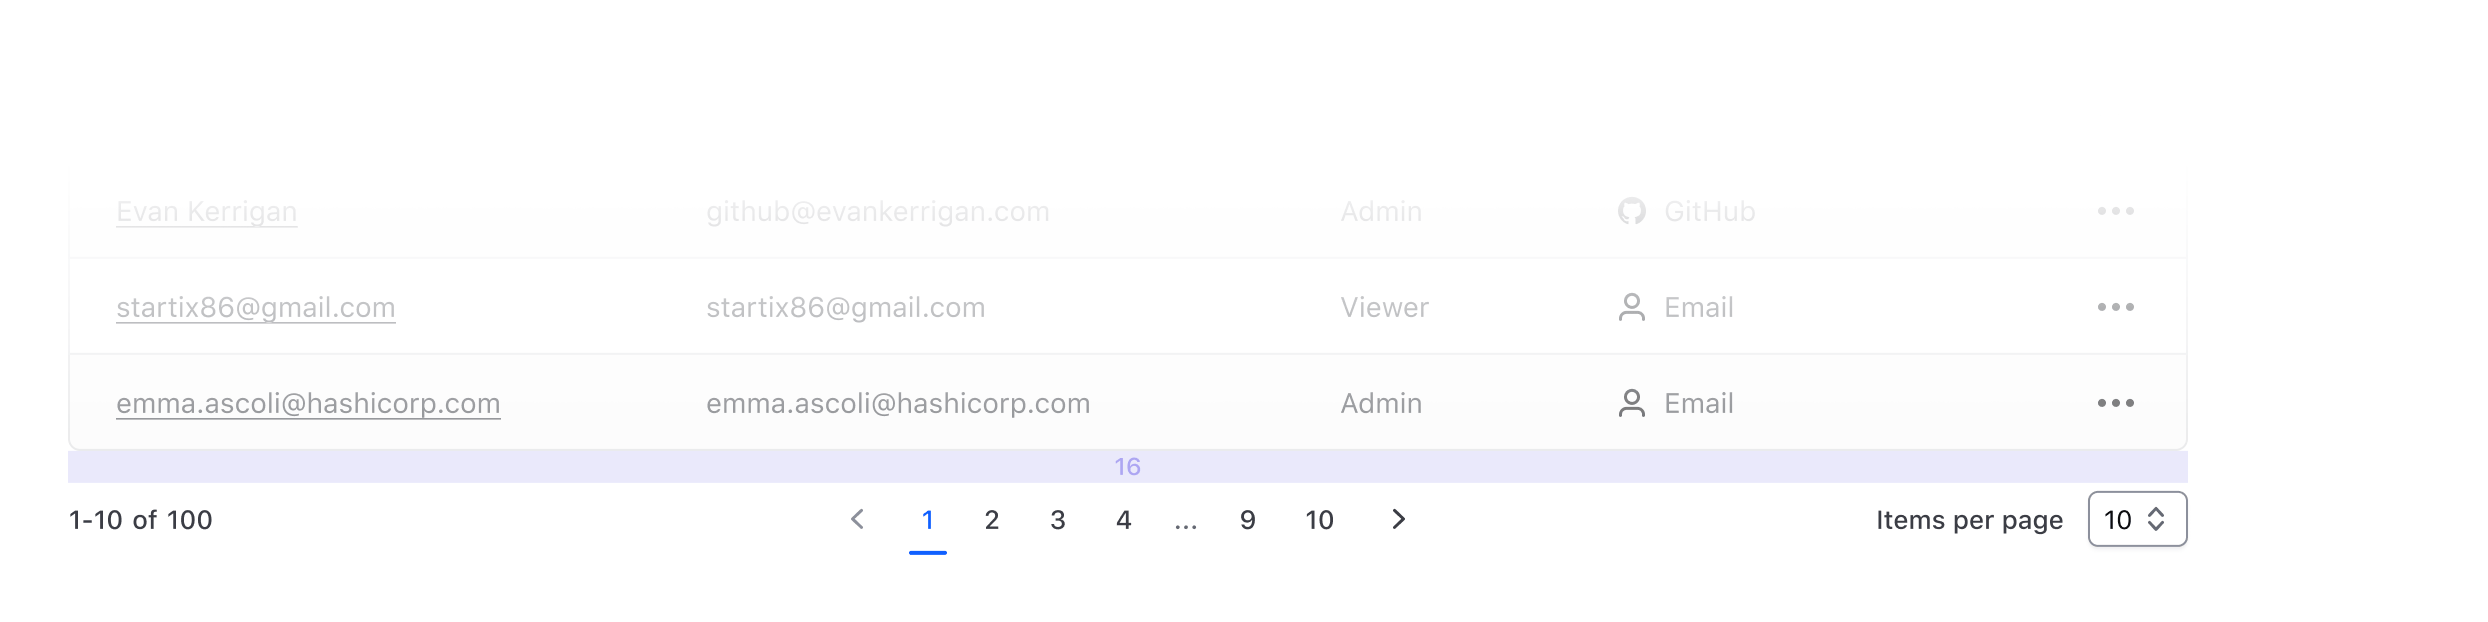 Evan Kerrigan github@evankerrigan.com Admin GitHub
startix86@gmail.com startix86@gmail.com Viewer Email
emma.ascoli@hashicorp.com emma.ascoli@hashicorp.com Admin Email
16
1-10 of 100 1 2 3 4 ... 9 10 Items per page 10